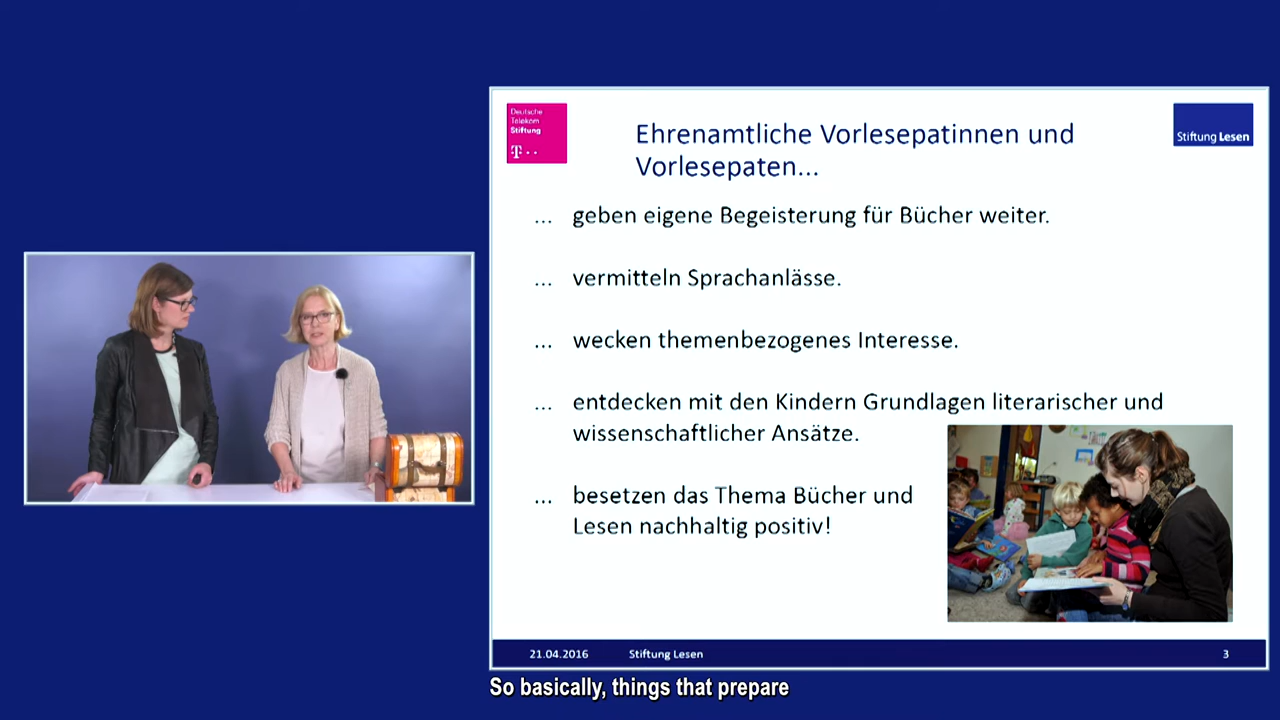 Deutsche
Telekom
Stiftung
T
Stiftung Lesen
Ehrenamtliche Vorlesepatinnen und
Vorlesepaten...
... geben eigene Begeisterung für Bücher weiter.
... vermitteln Sprachanlässe.
... wecken themenbezogenes Interesse.
... entdecken mit den Kindern Grundlagen literarischer und
wissenschaftlicher Ansätze.
... besetzen das Thema Bücher und
Lesen nachhaltig positiv!
21.04.2016 Stiftung Lesen 3
So basically, things that prepare